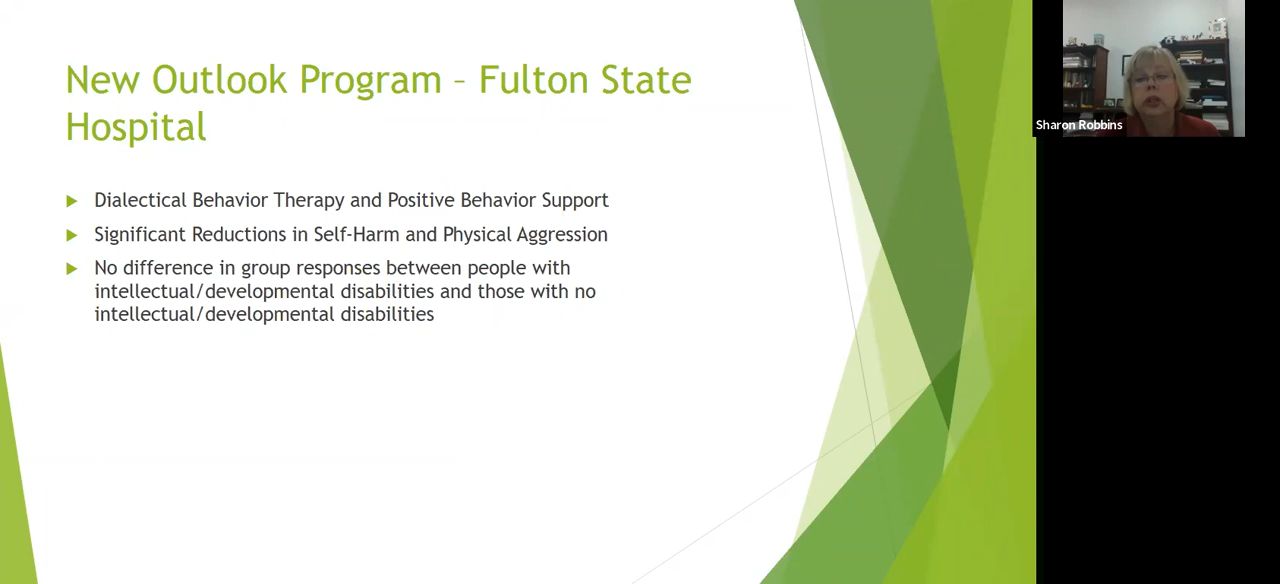 New Outlook Program – Fulton State
Hospital
Dialectical Behavior Therapy and Positive Behavior Support
Significant Reductions in Self-Harm and Physical Aggression
No difference in group responses between people with
intellectual/developmental disabilities and those with no
intellectual/developmental disabilities
Sharon Robbins